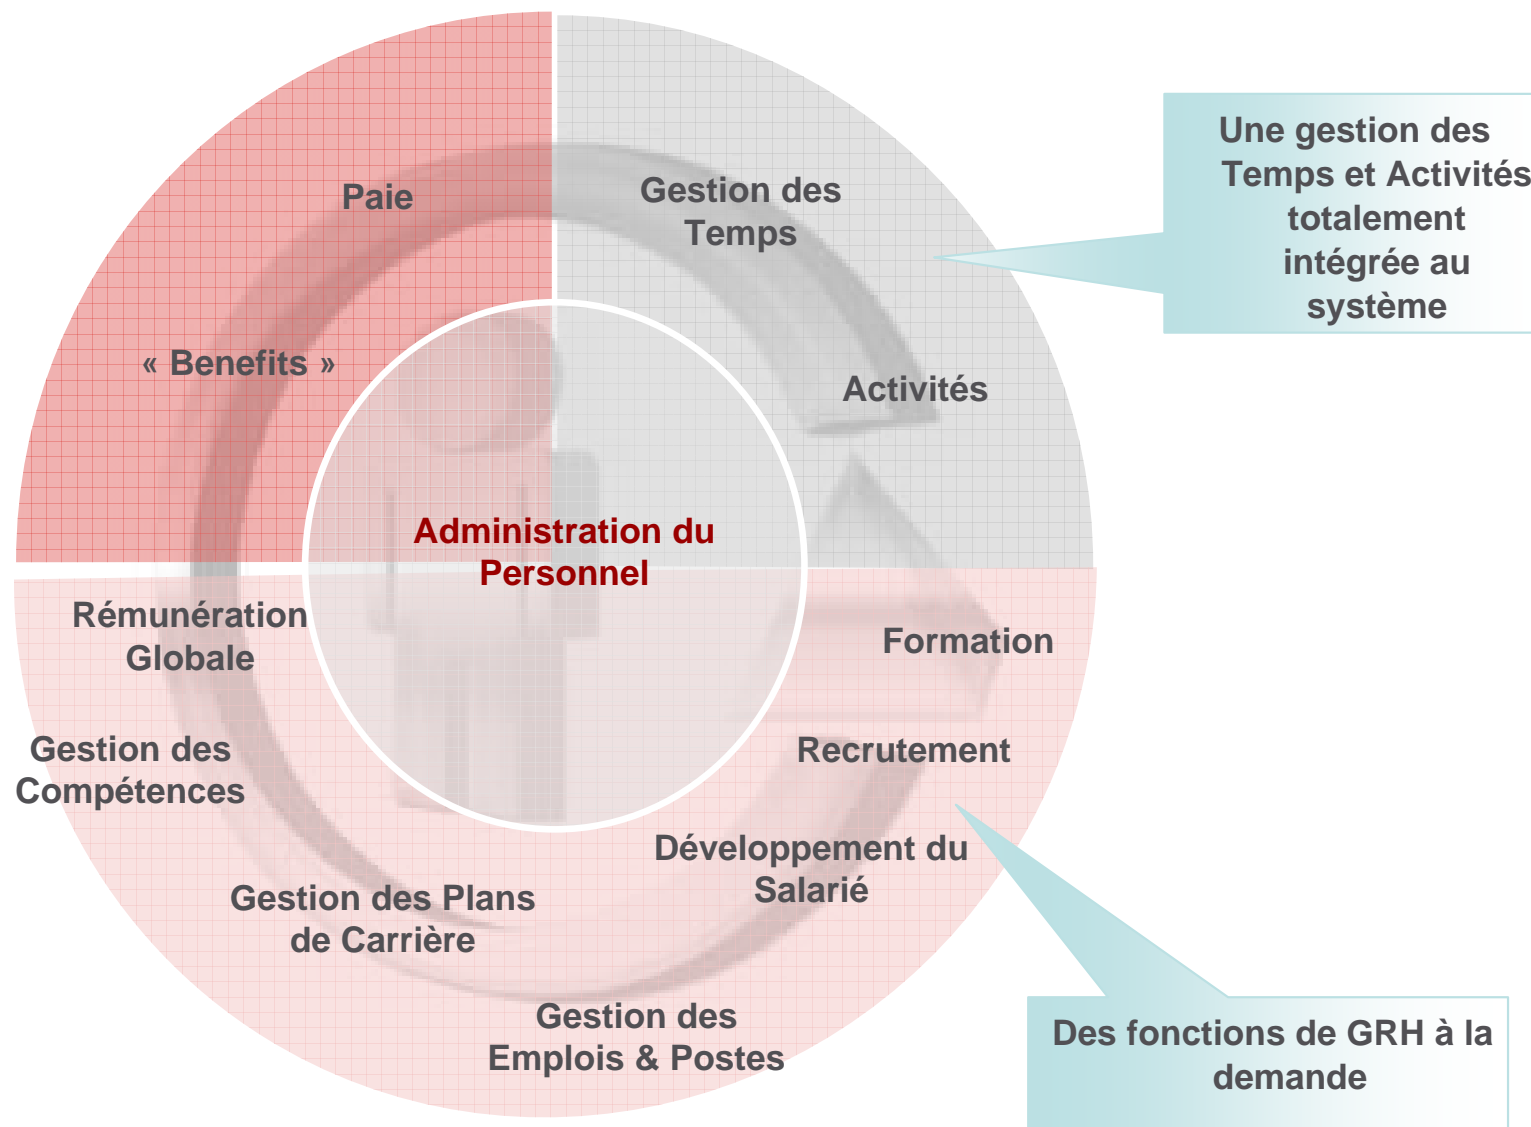 Paie
Gestion des
Temps
Une gestion des
Temps et Activités
totalement
intégrée au
système
« Benefits »
Activités
Administration du
Personnel
Rémunération
Globale
Formation
Gestion des
Compétences
Recrutement
Développement du
Salarié
Gestion des Plans
de Carrière
Gestion des
Emplois & Postes
Des fonctions de GRH à la
demande